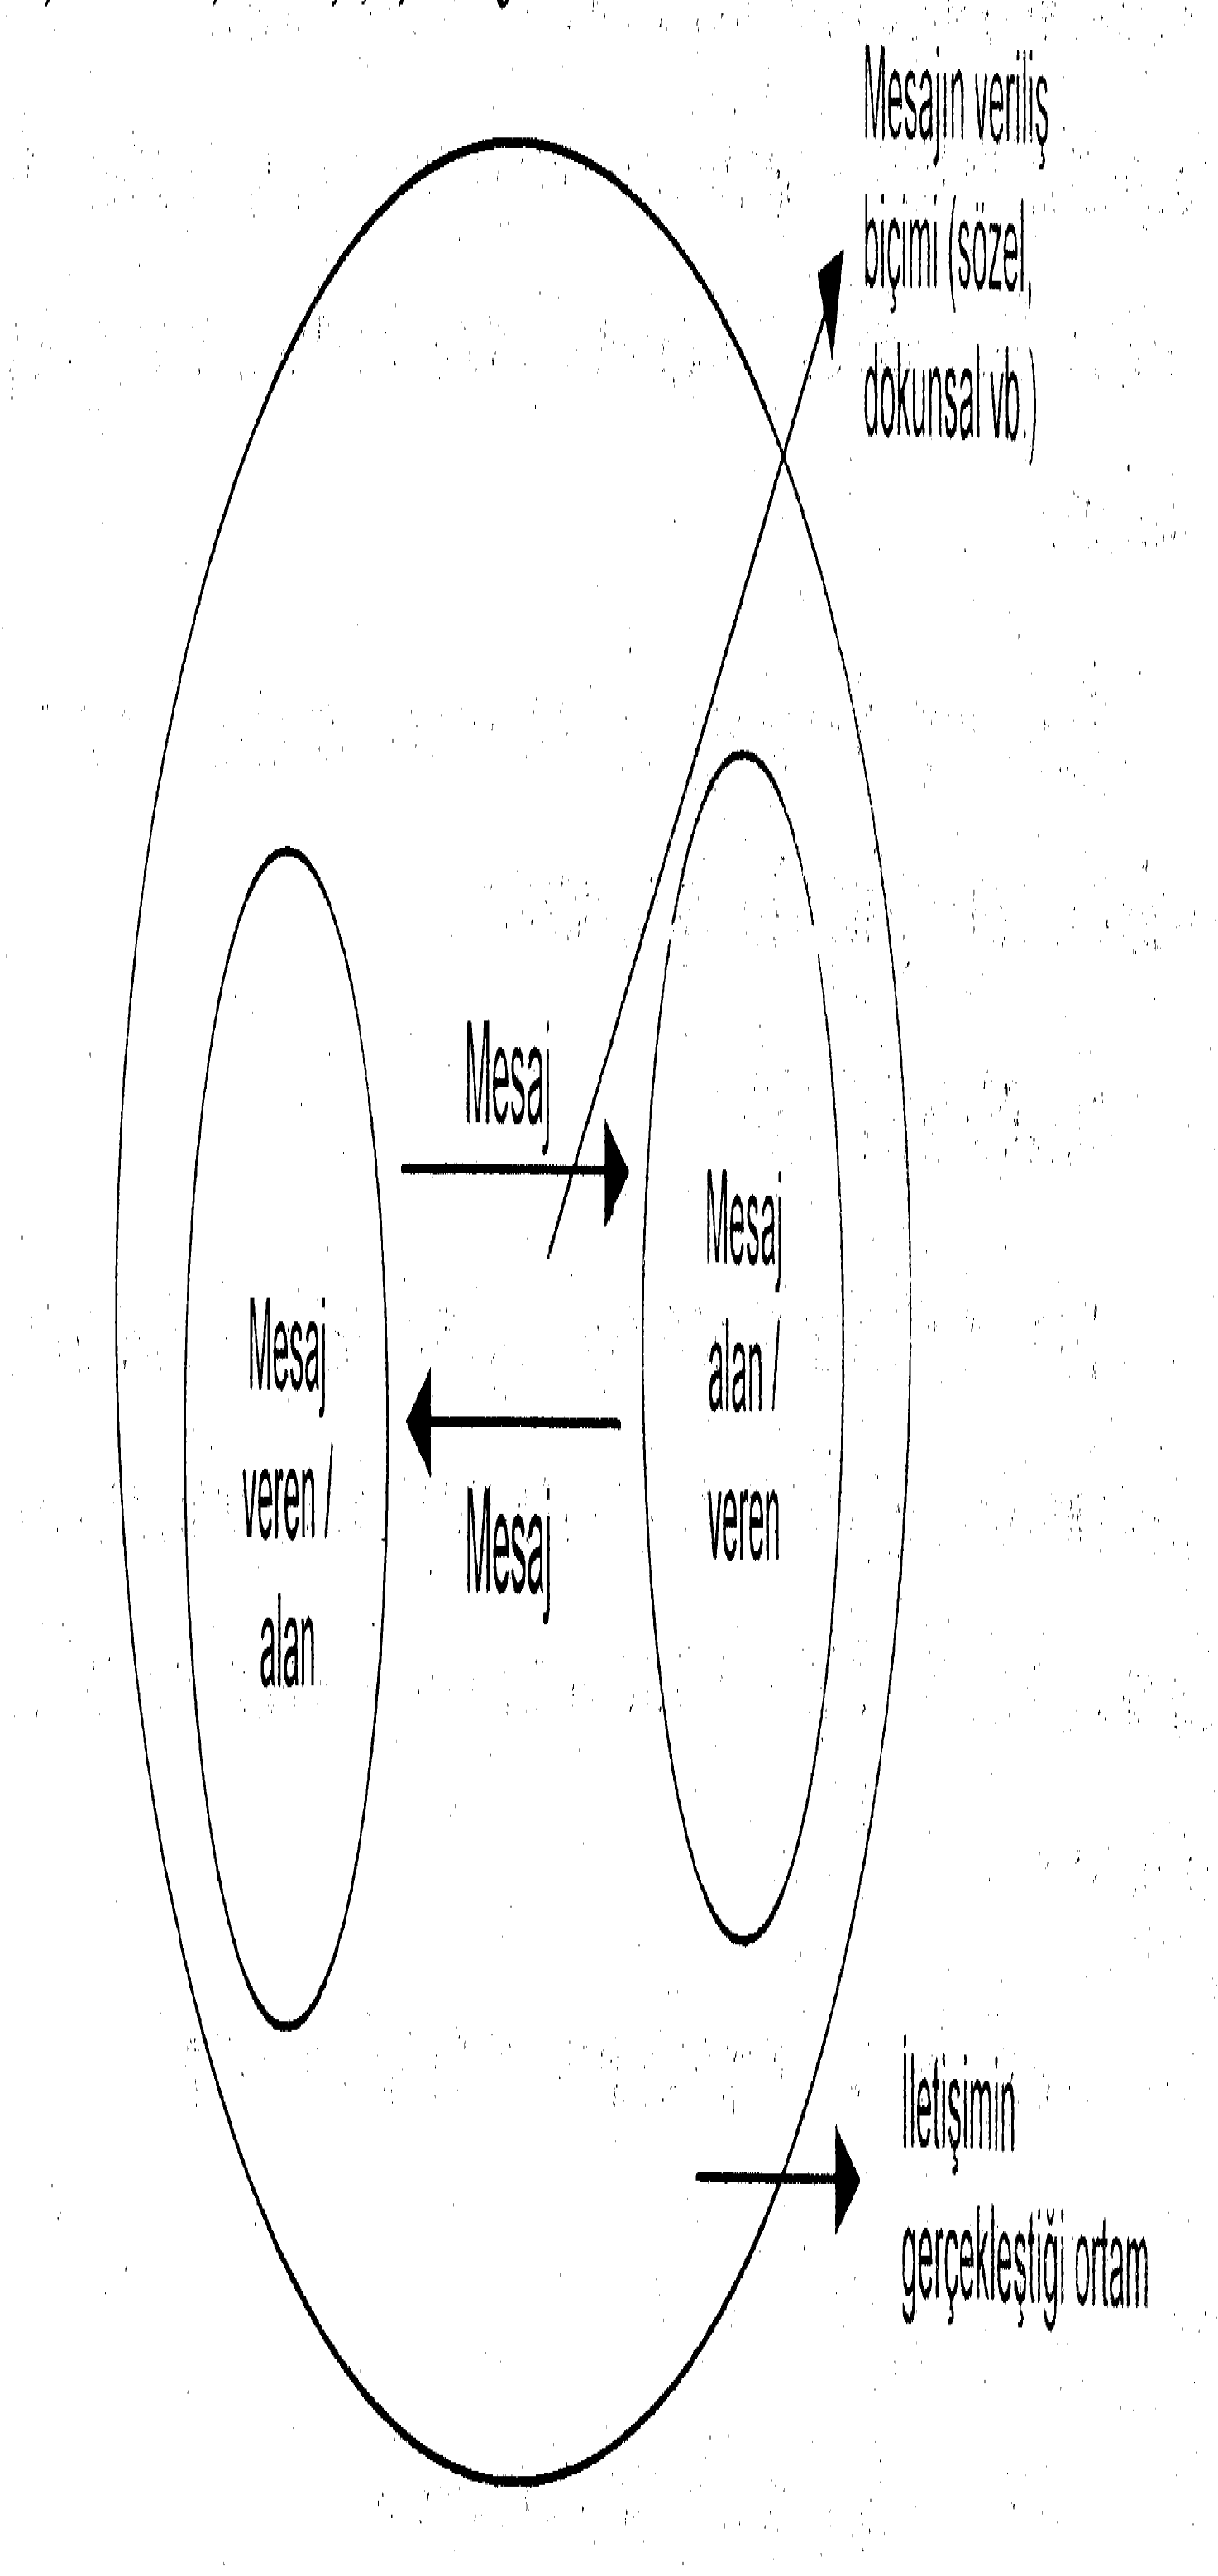 Mesajın veriliş
biçimi (sözel,
dokunsal vb.)
Mesaj
Mesaj
alan /
veren
Mesaj
veren /
alan
Mesaj
İletişimin
gerçekleştiği ortam